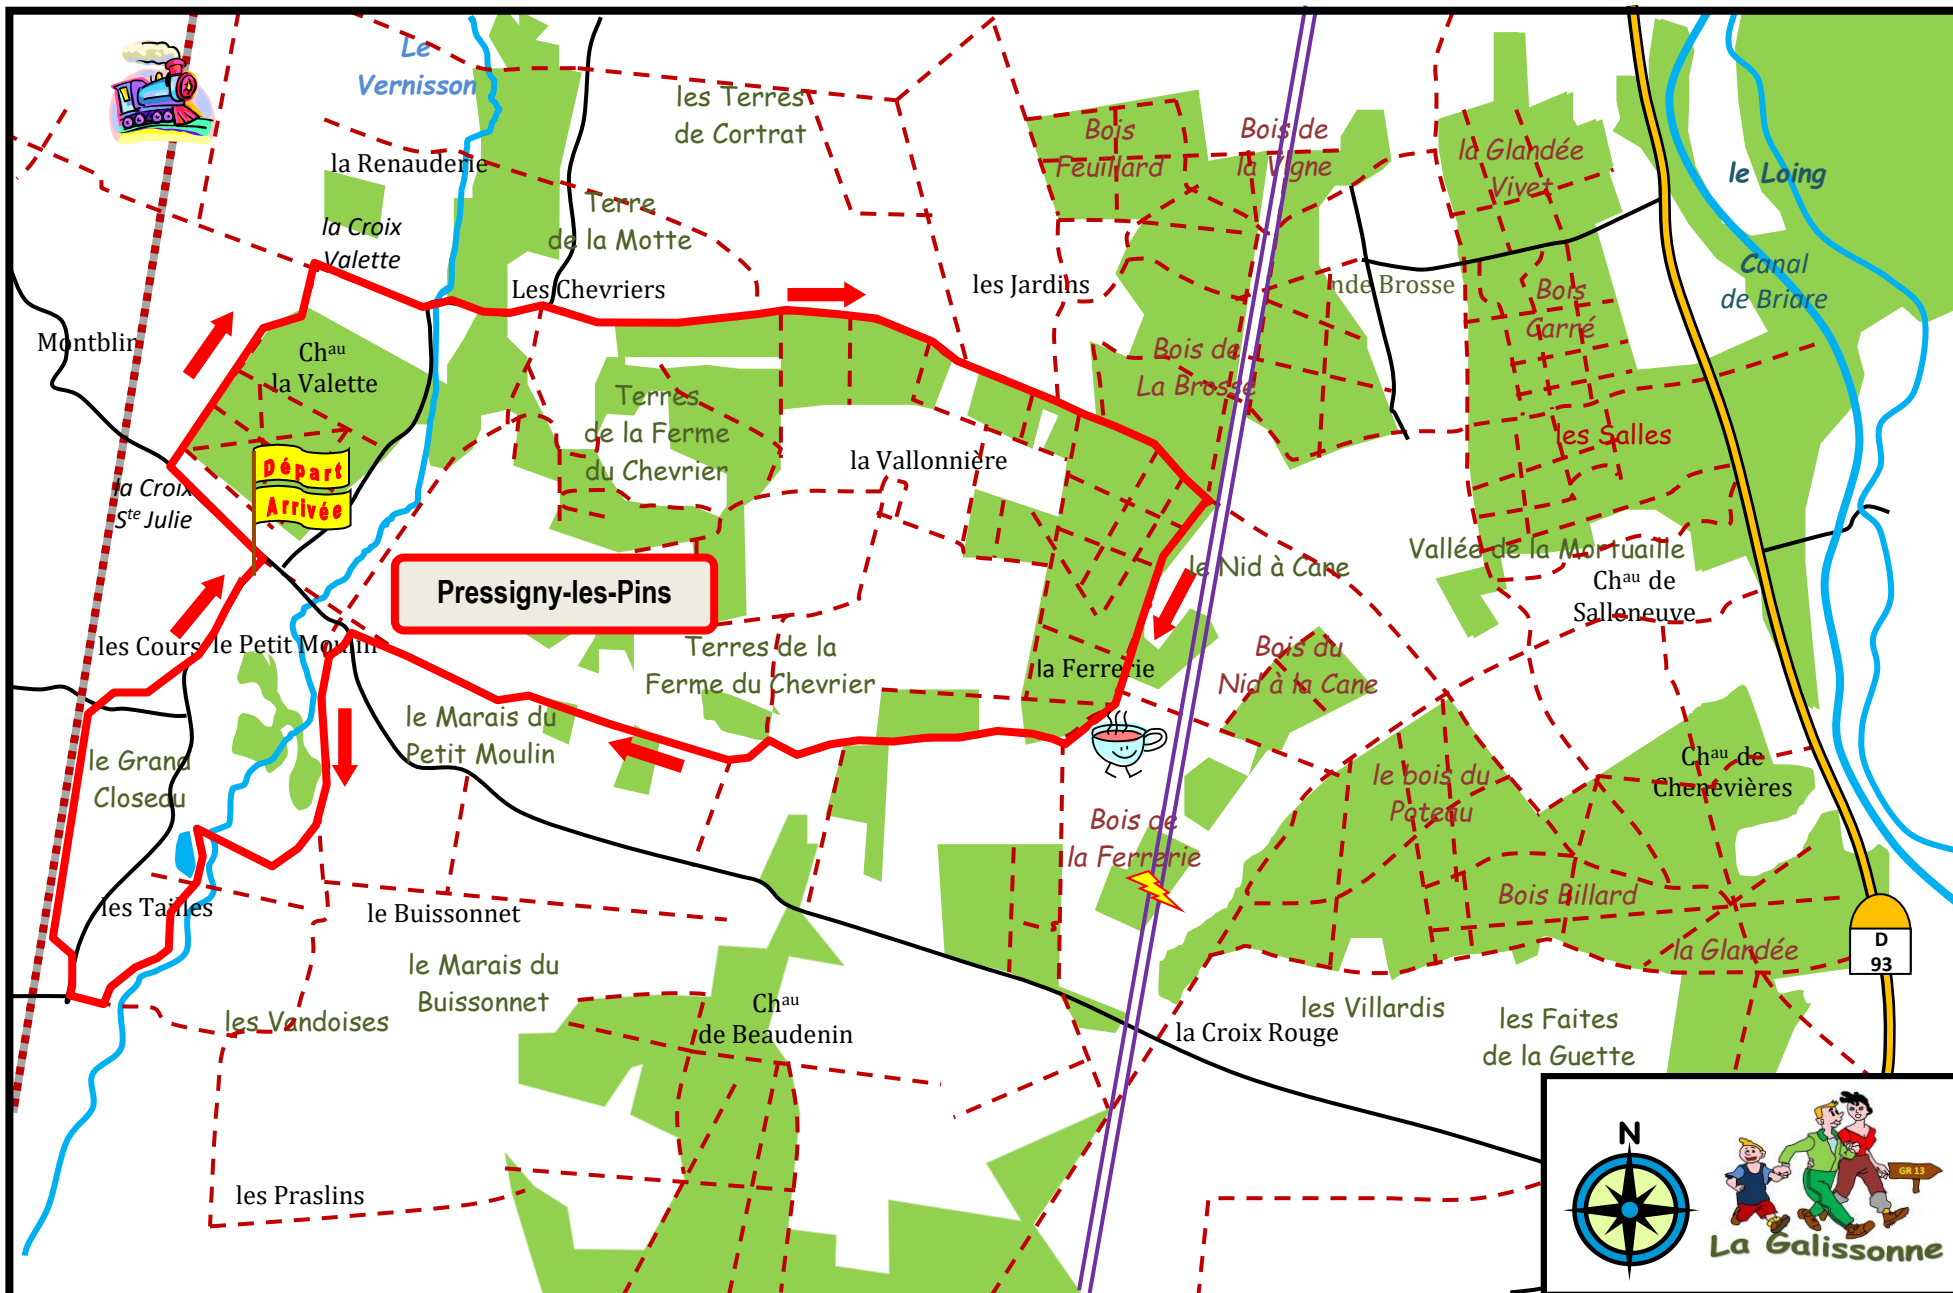 Le
Vernisson
les Terres
de Cortrat
Bois
Feuillard
Bois de
la Vigne
la Glandée
Vivet
le Loing
la Renauderie
Terre
de la Motte
la Croix
Valette
Canal
de Briare
Les Chevriers
les Jardins
nde Brosse
Bois
Carré
Montblin
Chau
la Valette
Bois de
La Brosse
Terres
de la Ferme
du Chevrier
la Vallonnière
les Salles
Départ
Arrivée
la Croix
Ste Julie
Pressigny-les-Pins
le Nid à Cane
Vallée de la Mortuaille
Chau de
Salleneuve
les Cours
le Petit Moulin
Terres de la
Ferme du Chevrier
la Ferrerie
Bois du
Nid à la Cane
le Marais du
Petit Moulin
le Grand
Closeau
le bois du
Poteau
Chau de
Chenevières
Bois de
la Ferrerie
Bois Billard
les Tailles
le Buissonnet
la Glandée
D
93
le Marais du
Buissonnet
les Vandoises
Chau
de Beaudenin
la Croix Rouge
les Villardis
les Faites
de la Guette
les Praslins
N
GR 13
La Galissonne